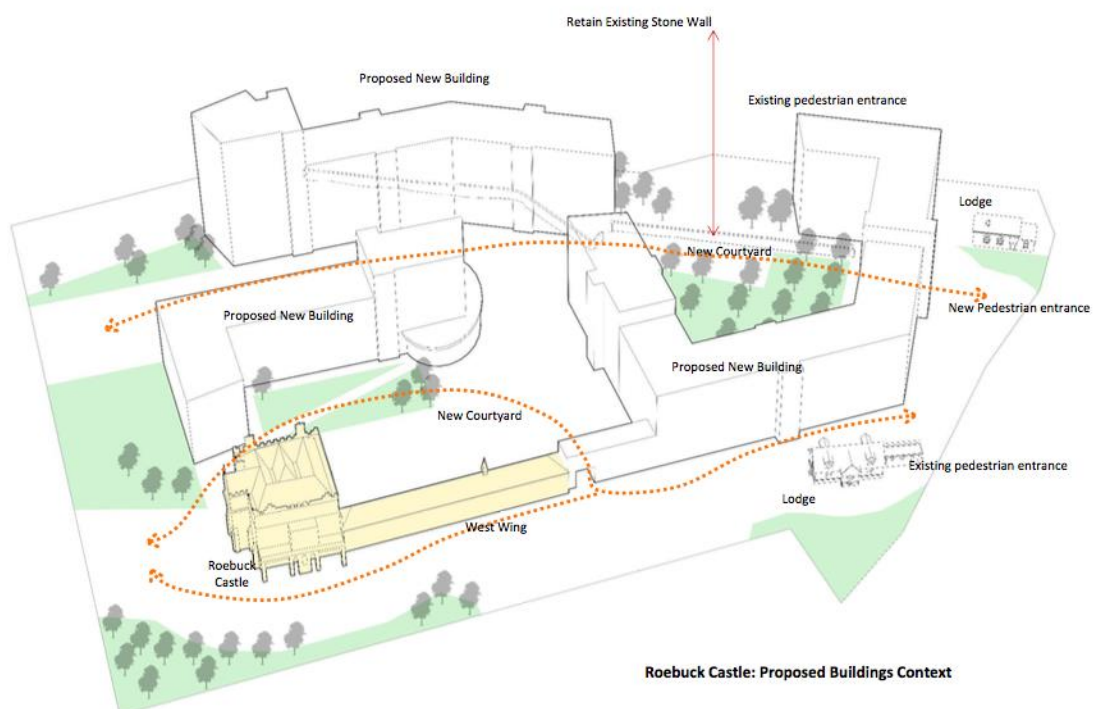 Retain Existing Stone Wall
Proposed New Building
Existing pedestrian entrance
Lodge
New Courtyard
New Pedestrian entrance
Proposed New Building
Proposed New Building
New Courtyard
Existing pedestrian entrance
Lodge
West Wing
Roebuck
Castle
Roebuck Castle: Proposed Buildings Context